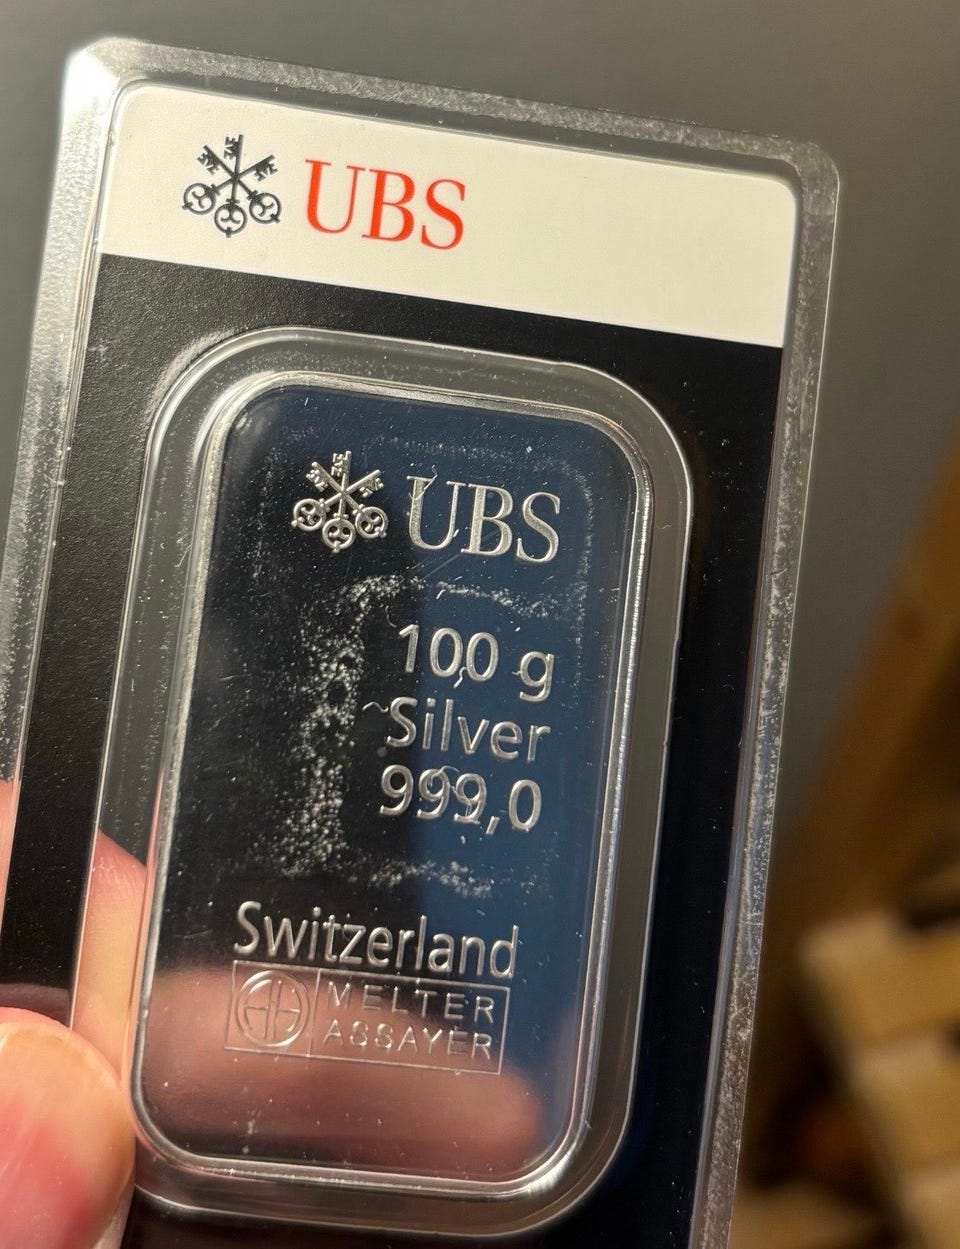 UBS
UBS
100 g
Silver
999,0
Switzerland
MELTER
ASSAYER